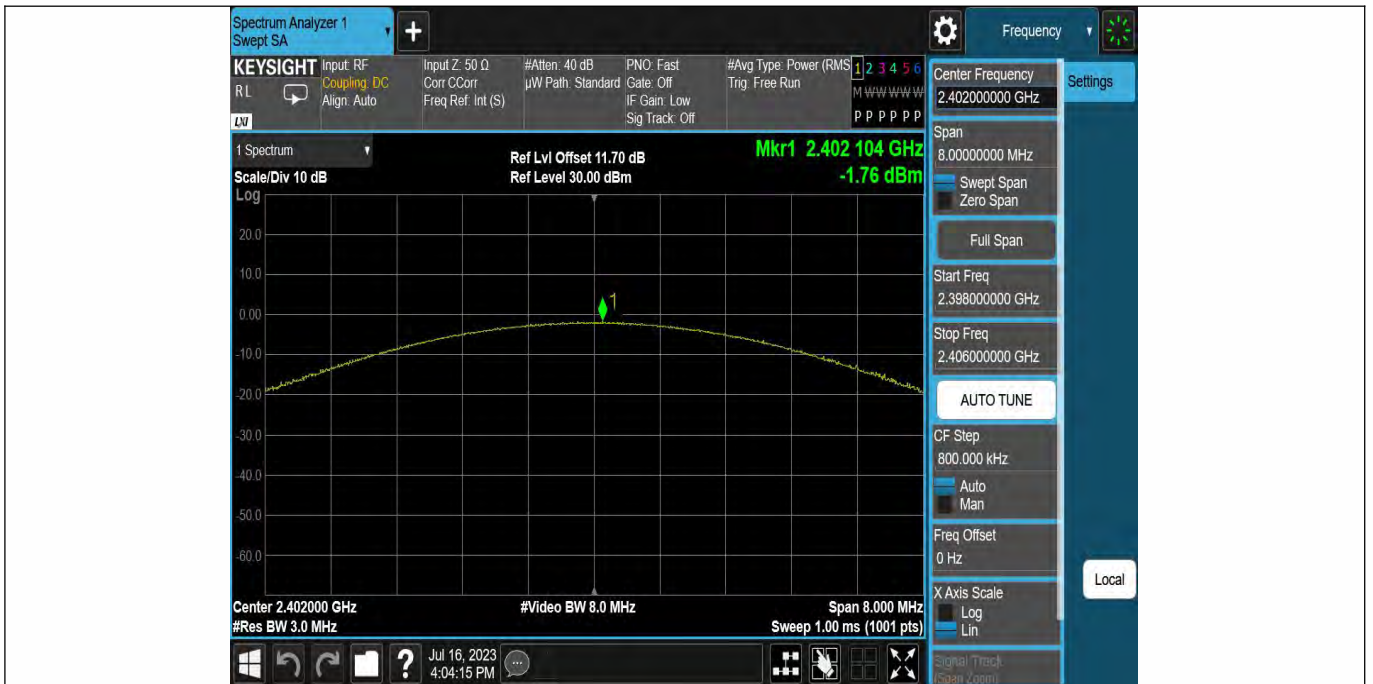 Spectrum Analyzer 1
Swept SA
+
Frequency
KEYSIGHT
RL
LXI
Input: RF
Coupling: DC
Align: Auto
Input Z: 50 Ω
Corr CCorr
Freq Ref: Int (S)
#Atten: 40 dB
µW Path: Standard
PNO: Fast
Gate: Off
IF Gain: Low
Sig Track: Off
#Avg Type: Power (RMS
Trig: Free Run
1 2 3 4 5 6
M W W W W W
P P P P P P
1 Spectrum
Scale/Div 10 dB
Ref Lvl Offset 11.70 dB
Ref Level 30.00 dBm
Mkr1 2.402 104 GHz
-1.76 dBm
Log
20.0
10.0
0.00
-10.0
-20.0
-30.0
-40.0
-50.0
-60.0
1
Center 2.402000 GHz
#Res BW 3.0 MHz
#Video BW 8.0 MHz
Span 8.000 MHz
Sweep 1.00 ms (1001 pts)
Center Frequency
2.402000000 GHz
Settings
Span
8.00000000 MHz
Swept Span
Zero Span
Full Span
Start Freq
2.398000000 GHz
Stop Freq
2.406000000 GHz
AUTO TUNE
CF Step
800.000 kHz
Auto
Man
Freq Offset
0 Hz
X Axis Scale
Log
Lin
Signal Track
(Span Zoom)
Local
?
Jul 16, 2023
4:04:15 PM